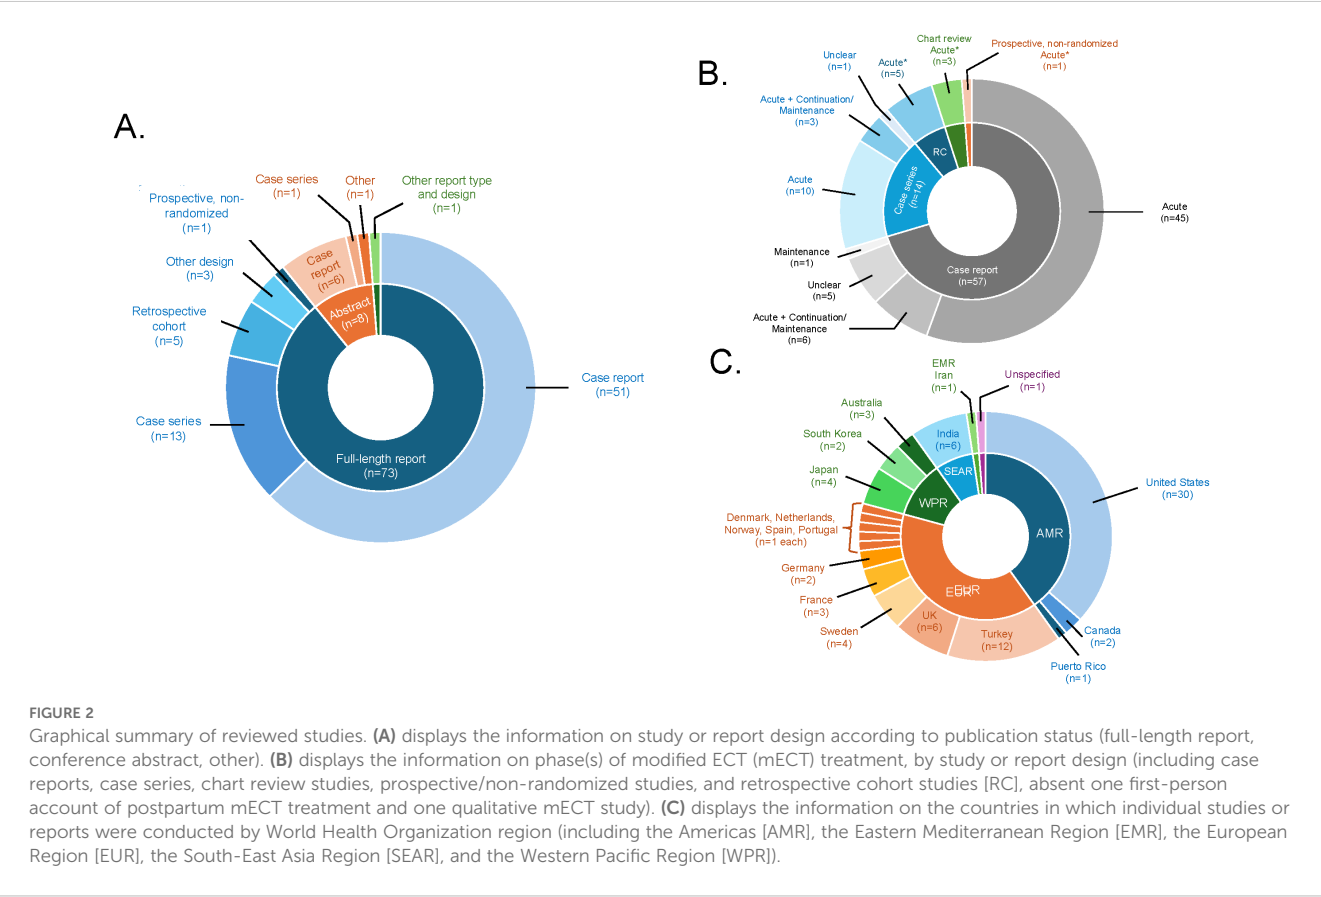 A.
Case series
(n=1)
Other
(n=1)
Other report type
and design
(n=1)
Prospective, non-
randomized
(n=1)
Other design
(n=3)
Retrospective
cohort
(n=5)
Case series
(n=13)
Case report
(n=51)
Case
report
(n=6)
Abstract
(n=8)
Full-length report
(n=73)
B.
Unclear
(n=1)
Acute*
(n=5)
Chart review
Acute*
(n=3)
Prospective, non-randomized
Acute*
(n=1)
Acute + Continuation/
Maintenance
(n=3)
Acute
(n=10)
Maintenance
(n=1)
Unclear
(n=5)
Acute + Continuation/
Maintenance
(n=6)
Acute
(n=45)
RC
Case series
(n=14)
Case report
(n=57)
C.
EMR
Iran
(n=1)
Unspecified
(n=1)
Australia
(n=3)
South Korea
(n=2)
Japan
(n=4)
Denmark, Netherlands,
Norway, Spain, Portugal
(n=1 each)
Germany
(n=2)
France
(n=3)
Sweden
(n=4)
UK
(n=6)
Turkey
(n=12)
Puerto Rico
(n=1)
Canada
(n=2)
United States
(n=30)
India
(n=6)
SEAR
WPR
AMR
EUR
EUR
FIGURE 2
Graphical summary of reviewed studies. (A) displays the information on study or report design according to publication status (full-length report,
conference abstract, other). (B) displays the information on phase(s) of modified ECT (mECT) treatment, by study or report design (including case
reports, case series, chart review studies, prospective/non-randomized studies, and retrospective cohort studies [RC], absent one first-person
account of postpartum mECT treatment and one qualitative mECT study). (C) displays the information on the countries in which individual studies or
reports were conducted by World Health Organization region (including the Americas [AMR], the Eastern Mediterranean Region [EMR], the European
Region [EUR], the South-East Asia Region [SEAR], and the Western Pacific Region [WPR]).